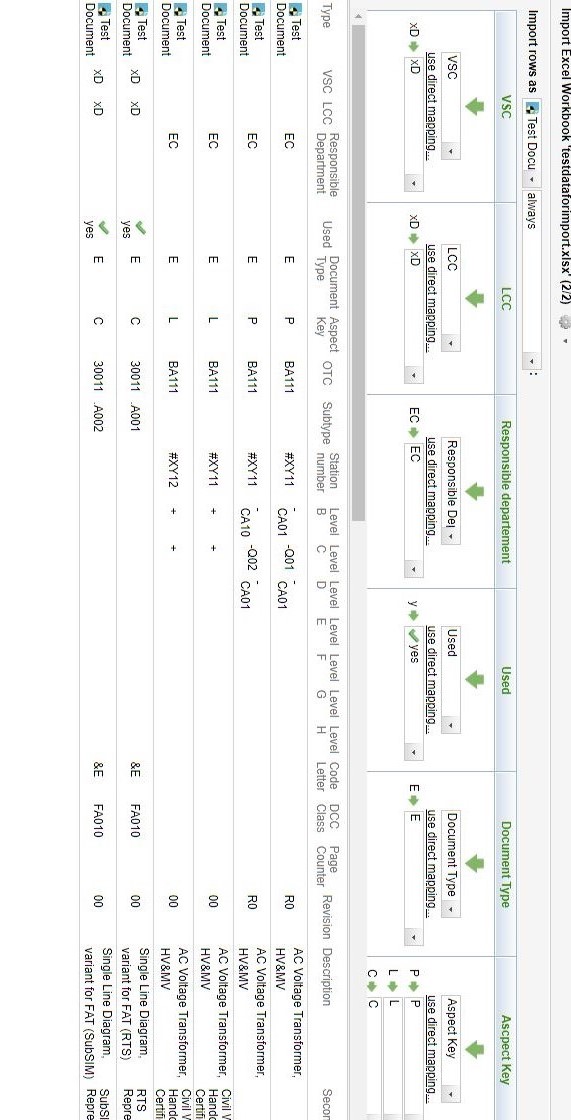 Import Excel Workbook 'testdataforimport.xlsx' (2/2)
Import rows as Test Docu always :
VSC LCC Responsible departement Used Document Type Ascpect Key
VSC LCC Responsible De Used Document Type Aspect Key
use direct mapping... use direct mapping... use direct mapping... use direct mapping... use direct mapping... use direct mapping...
xD xD xD xD EC EC y yes E E P P
L L
C C
Type VSC LCC Responsible Department Used Document Type Aspect Key OTC Subtype Station number Level B Level C Level D Level E Level F Level G Level H Code Letter DCC Class Page Counter Revision Description Secon
Test Document EC E P BA111 #XY11 -CA01 -Q01 -CA01 R0 AC Voltage Transformer, HV&MV
Test Document EC E P BA111 #XY11 -CA10 -Q02 -CA01 R0 AC Voltage Transformer, HV&MV
Test Document EC E L BA111 #XY11 + + 00 AC Voltage Transformer, HV&MV Civil W Hando Certifi
Test Document EC E L BA111 #XY12 + + 00 AC Voltage Transformer, HV&MV Civil W Hando Certifi
Test Document xD xD yes E C 30011 .A001 &E FA010 00 Single Line Diagram, variant for FAT (RTS) RTS Repre
Test Document xD xD yes E C 30011 .A002 &E FA010 00 Single Line Diagram, variant for FAT (SubSIM) SubSI Repre